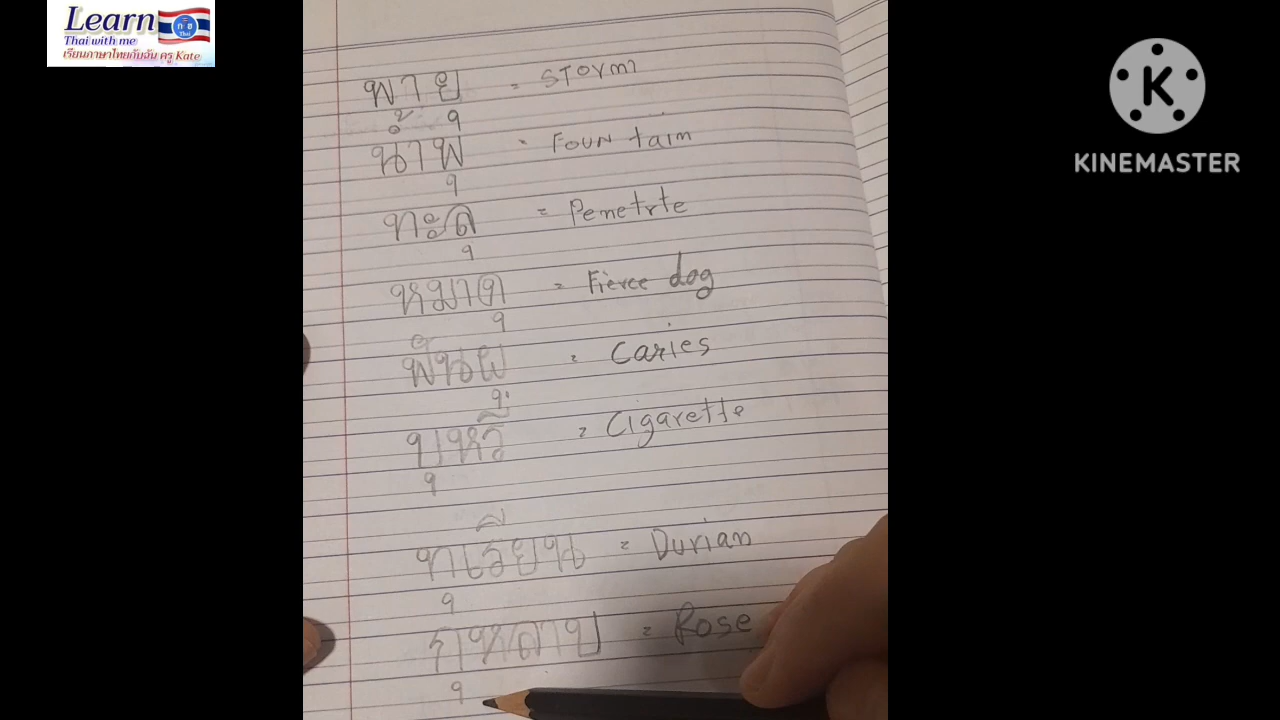 Learn
Thai with me
เรียนภาษาไทยกับฉัน ครู Kate
K
KINEMASTER
พายุ = Storm
น้ำพุ = Fountain
ทะลุ = Penetrte
หมาดุ = Fierce dog
ฟันผุ = Caries
บุหรี่ = Cigarette
ทุเรียน = Durian
กุหลาบ = Rose